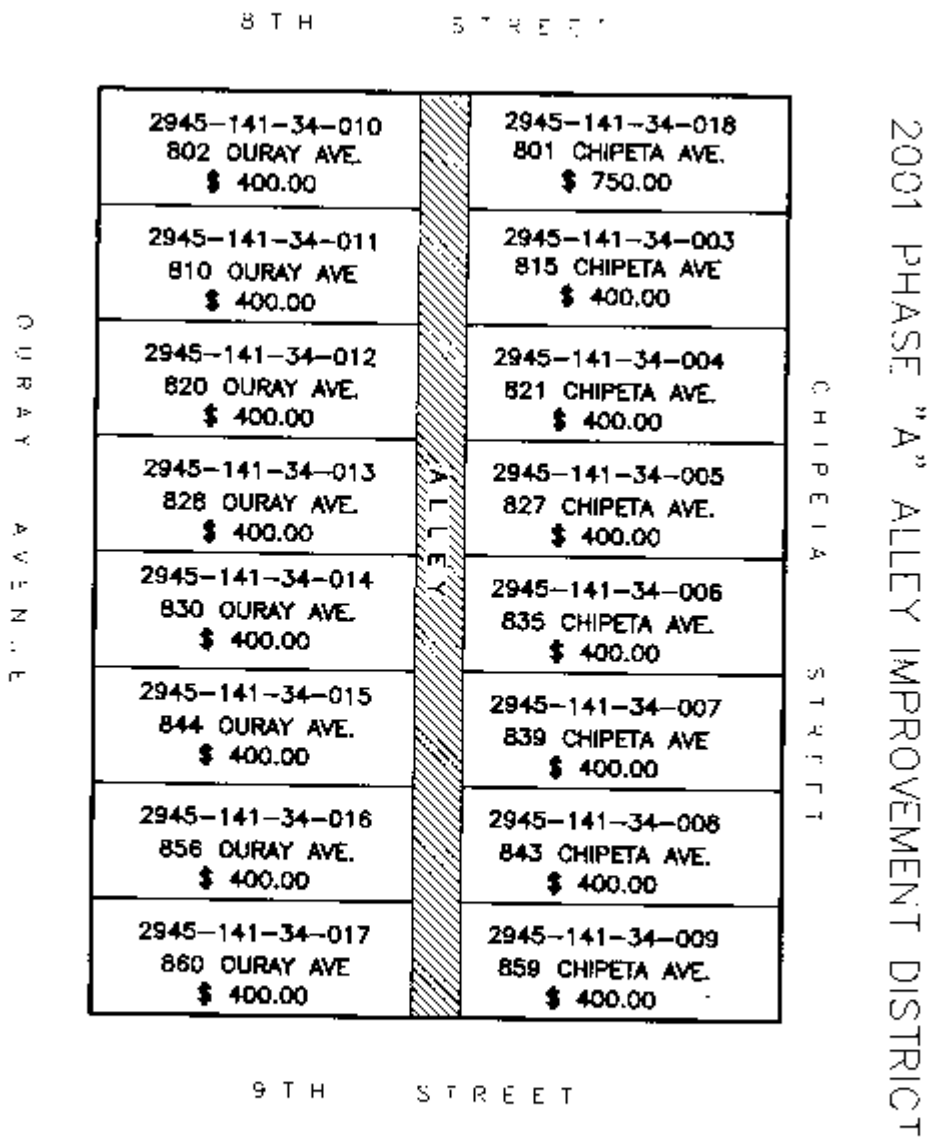 8TH STREET
2945-141-34-010
802 OURAY AVE.
$ 400.00
2945-141-34-011
810 OURAY AVE
$ 400.00
2945-141-34-012
820 OURAY AVE.
$ 400.00
2945-141-34-013
828 OURAY AVE.
$ 400.00
2945-141-34-014
830 OURAY AVE.
$ 400.00
2945-141-34-015
844 OURAY AVE.
$ 400.00
2945-141-34-016
856 OURAY AVE.
$ 400.00
2945-141-34-017
860 OURAY AVE
$ 400.00
ALLEY
2945-141-34-018
801 CHIPETA AVE.
$ 750.00
2945-141-34-003
815 CHIPETA AVE
$ 400.00
2945-141-34-004
821 CHIPETA AVE.
$ 400.00
2945-141-34-005
827 CHIPETA AVE.
$ 400.00
2945-141-34-006
835 CHIPETA AVE.
$ 400.00
2945-141-34-007
839 CHIPETA AVE
$ 400.00
2945-141-34-008
843 CHIPETA AVE.
$ 400.00
2945-141-34-009
859 CHIPETA AVE.
$ 400.00
OURAY AVENUE
CHIPETA STREET
9TH STREET
2001 PHASE "A" ALLEY IMPROVEMENT DISTRICT